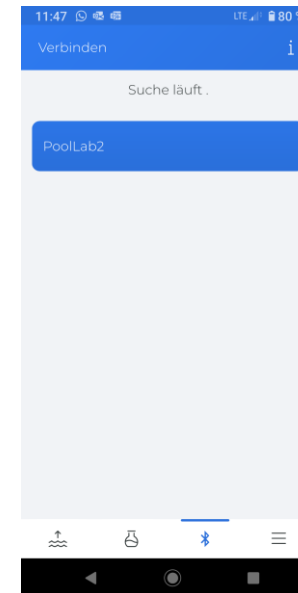 11:47 LTE 80
Verbinden i
Suche läuft .
PoolLab2